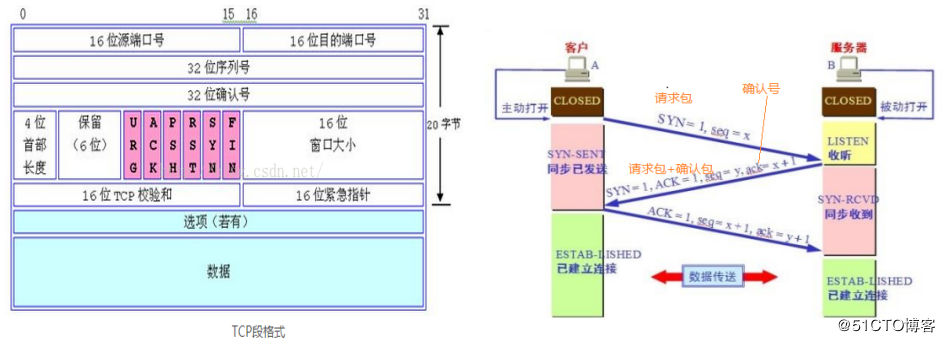 0 15 16 31
16位源端口号 16位目的端口号
32位序列号
32位确认号
4位首部长度 保留(6位) URG ACK PSH RST SYN FIN 16位窗口大小
20字节
.csdn.net/
16位TCP校验和 16位紧急指针
选项(若有)
数据
TCP段格式
客户 服务器
A B
主动打开 CLOSED 请求包 确认号 CLOSED 被动打开
SYN=1, seq=x
LISTEN
收听
SYN-SENT
同步已发送
请求包+确认包
SYN=1, ACK=1, seq=y, ack=x+1
SYN-RCVD
同步收到
ACK=1, seq=x+1, ack=y+1
ESTAB-LISHED
已建立连接
数据传送
ESTAB-LISHED
已建立连接
@51CTO博客